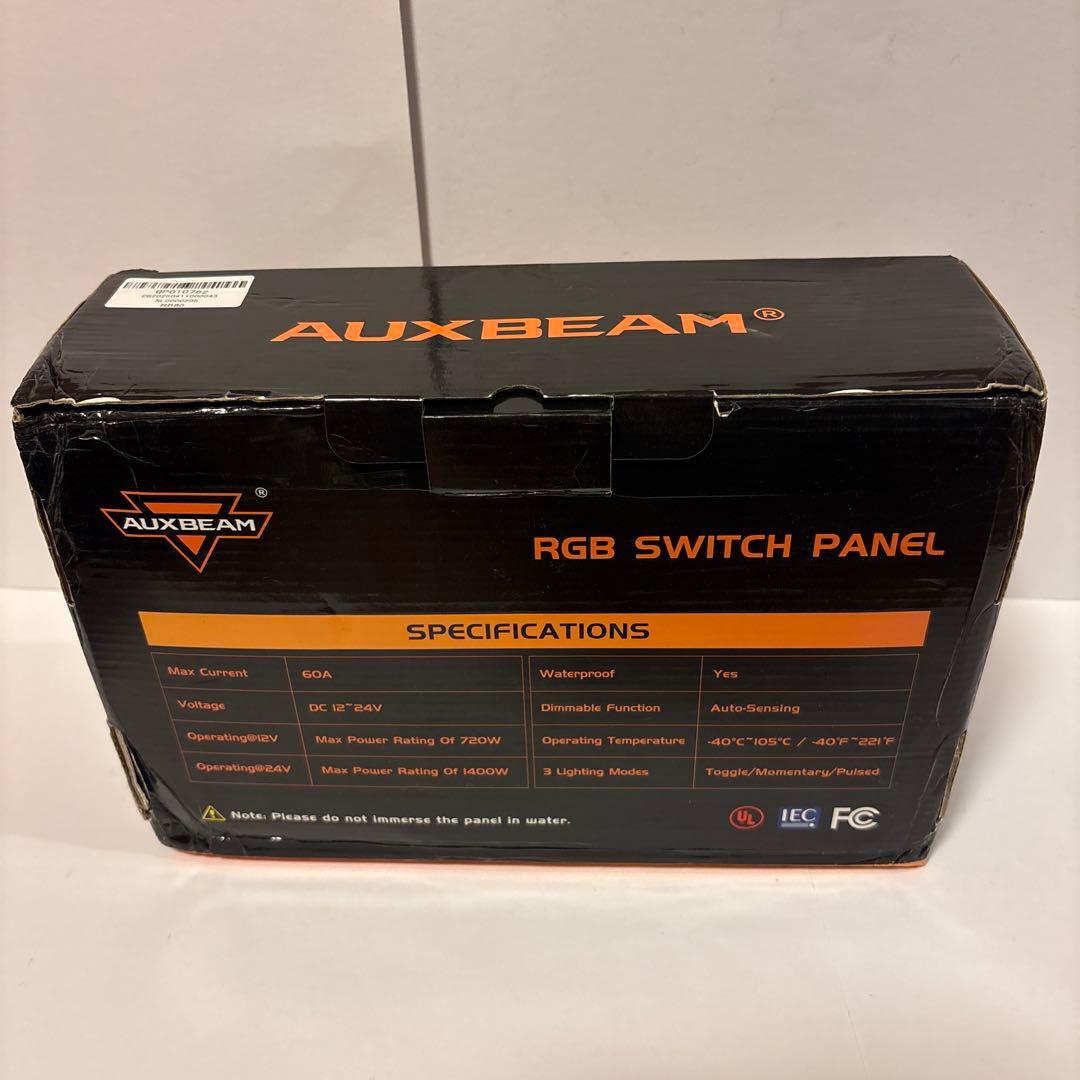 QP010782
RB80
AUXBEAM®
AUXBEAM ®
RGB SWITCH PANEL
SPECIFICATIONS
Max Current 60A Waterproof Yes
Voltage DC 12~24V Dimmable Function Auto-Sensing
Operating@12V Max Power Rating Of 720W Operating Temperature -40°C~105°C / -40°F~221°F
Operating@24V Max Power Rating Of 1400W 3 Lighting Modes Toggle/Momentary/Pulsed
Note: Please do not immerse the panel in water.
UL IEC FC